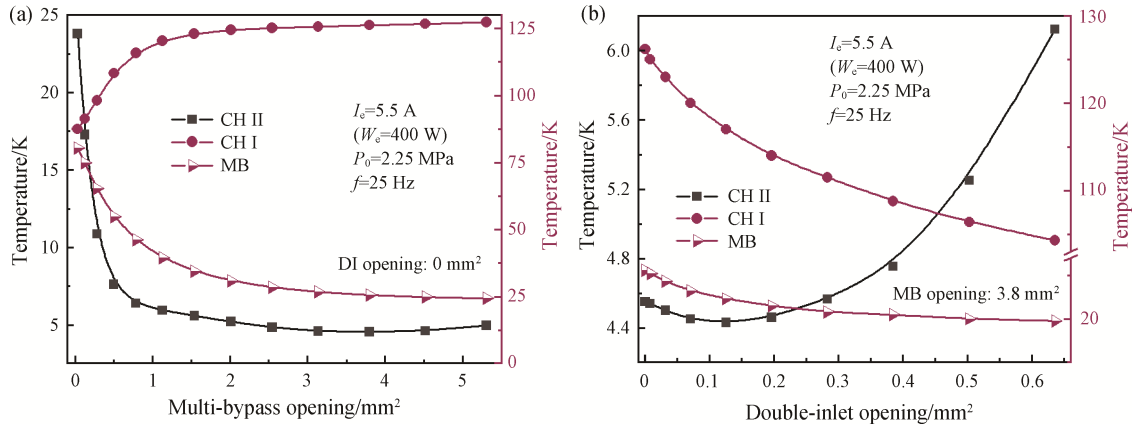 (a)
25
20
15
10
5
Temperature/K
125
100
75
50
25
0
Temperature/K
CH II
CH I
MB
Iₑ=5.5 A
(Wₑ=400 W)
P₀=2.25 MPa
f=25 Hz
DI opening: 0 mm²
0 1 2 3 4 5
Multi-bypass opening/mm²
(b)
6.0
5.6
5.2
4.8
4.4
Temperature/K
130
120
110
20
Temperature/K
Iₑ=5.5 A
(Wₑ=400 W)
P₀=2.25 MPa
f=25 Hz
CH II
CH I
MB
MB opening: 3.8 mm²
0 0.1 0.2 0.3 0.4 0.5 0.6
Double-inlet opening/mm²